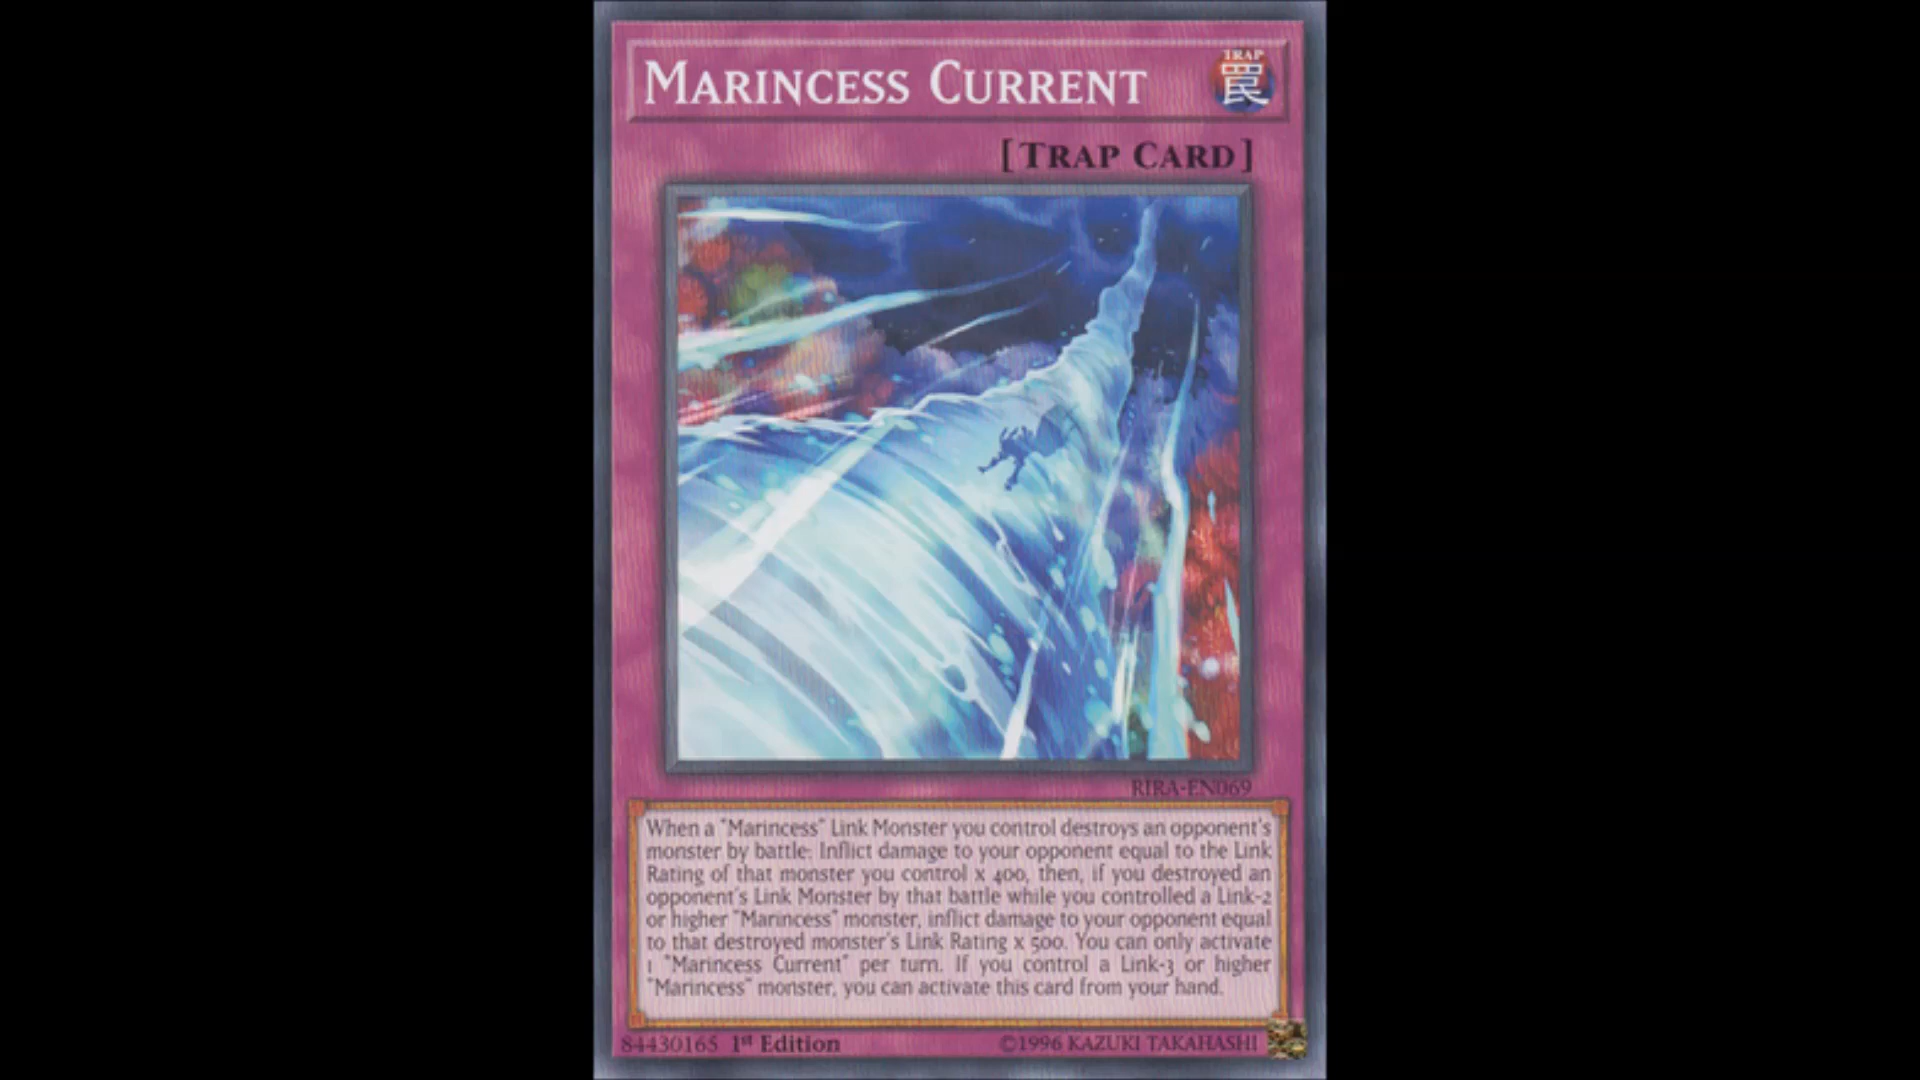 MARINCESS CURRENT
TRAP
罠
[TRAP CARD]
RIRA-EN069
When a "Marincess" Link Monster you control destroys an opponent's
monster by battle: Inflict damage to your opponent equal to the Link
Rating of that monster you control x 400, then, if you destroyed an
opponent's Link Monster by that battle while you controlled a Link-2
or higher "Marincess" monster, inflict damage to your opponent equal
to that destroyed monster's Link Rating x 500. You can only activate
1 "Marincess Current" per turn. If you control a Link-3 or higher
"Marincess" monster, you can activate this card from your hand.
84430165 1st Edition ©1996 KAZUKI TAKAHASHI